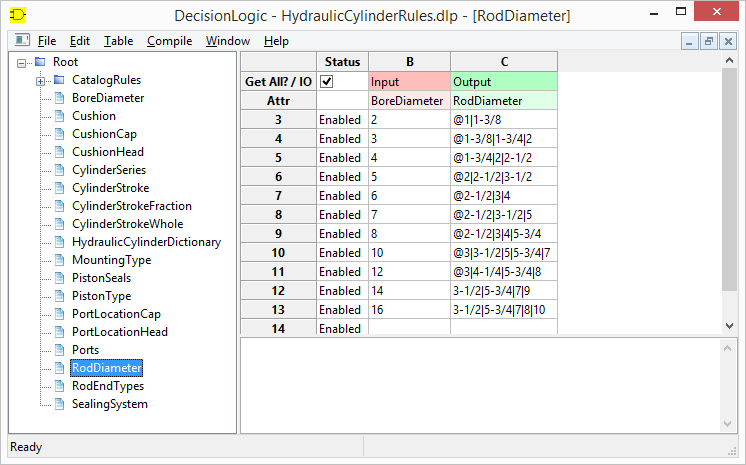 DecisionLogic - HydraulicCylinderRules.dlp - [RodDiameter]
File Edit Table Compile Window Help
Root
CatalogRules
BoreDiameter
Cushion
CushionCap
CushionHead
CylinderSeries
CylinderStroke
CylinderStrokeFraction
CylinderStrokeWhole
HydraulicCylinderDictionary
MountingType
PistonSeals
PistonType
PortLocationCap
PortLocationHead
Ports
RodDiameter
RodEndTypes
SealingSystem
Status B C
Get All? / IO Input Output
Attr BoreDiameter RodDiameter
3 Enabled 2 @1|1-3/8
4 Enabled 3 @1-3/8|1-3/4|2
5 Enabled 4 @1-3/4|2|2-1/2
6 Enabled 5 @2|2-1/2|3-1/2
7 Enabled 6 @2-1/2|3|4
8 Enabled 7 @2-1/2|3-1/2|5
9 Enabled 8 @2-1/2|3|4|5-3/4
10 Enabled 10 @3|3-1/2|5|5-3/4|7
11 Enabled 12 @3|4-1/4|5-3/4|8
12 Enabled 14 3-1/2|5-3/4|7|9
13 Enabled 16 3-1/2|5-3/4|7|8|10
14 Enabled
Ready